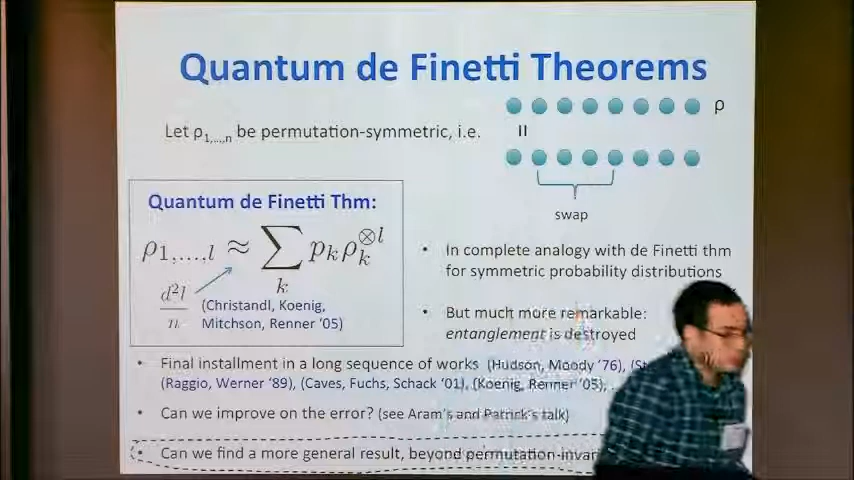 Quantum de Finetti Theorems
Let ρ1,...,n be permutation-symmetric, i.e.
ρ
=
swap
Quantum de Finetti Thm:
ρ1,...,l ≈ ∑k pkρk⊗l
d²l/n
(Christandl, Koenig,
Mitchson, Renner '05)
• In complete analogy with de Finetti thm
for symmetric probability distributions
• But much more remarkable:
entanglement is destroyed
• Final installment in a long sequence of works (Hudson, Moody '76),
(Raggio, Werner '89), (Caves, Fuchs, Schack '01), (Koenig, Renner '05),
• Can we improve on the error? (see Aram's and Patrick's talk)
• Can we find a more general result, beyond